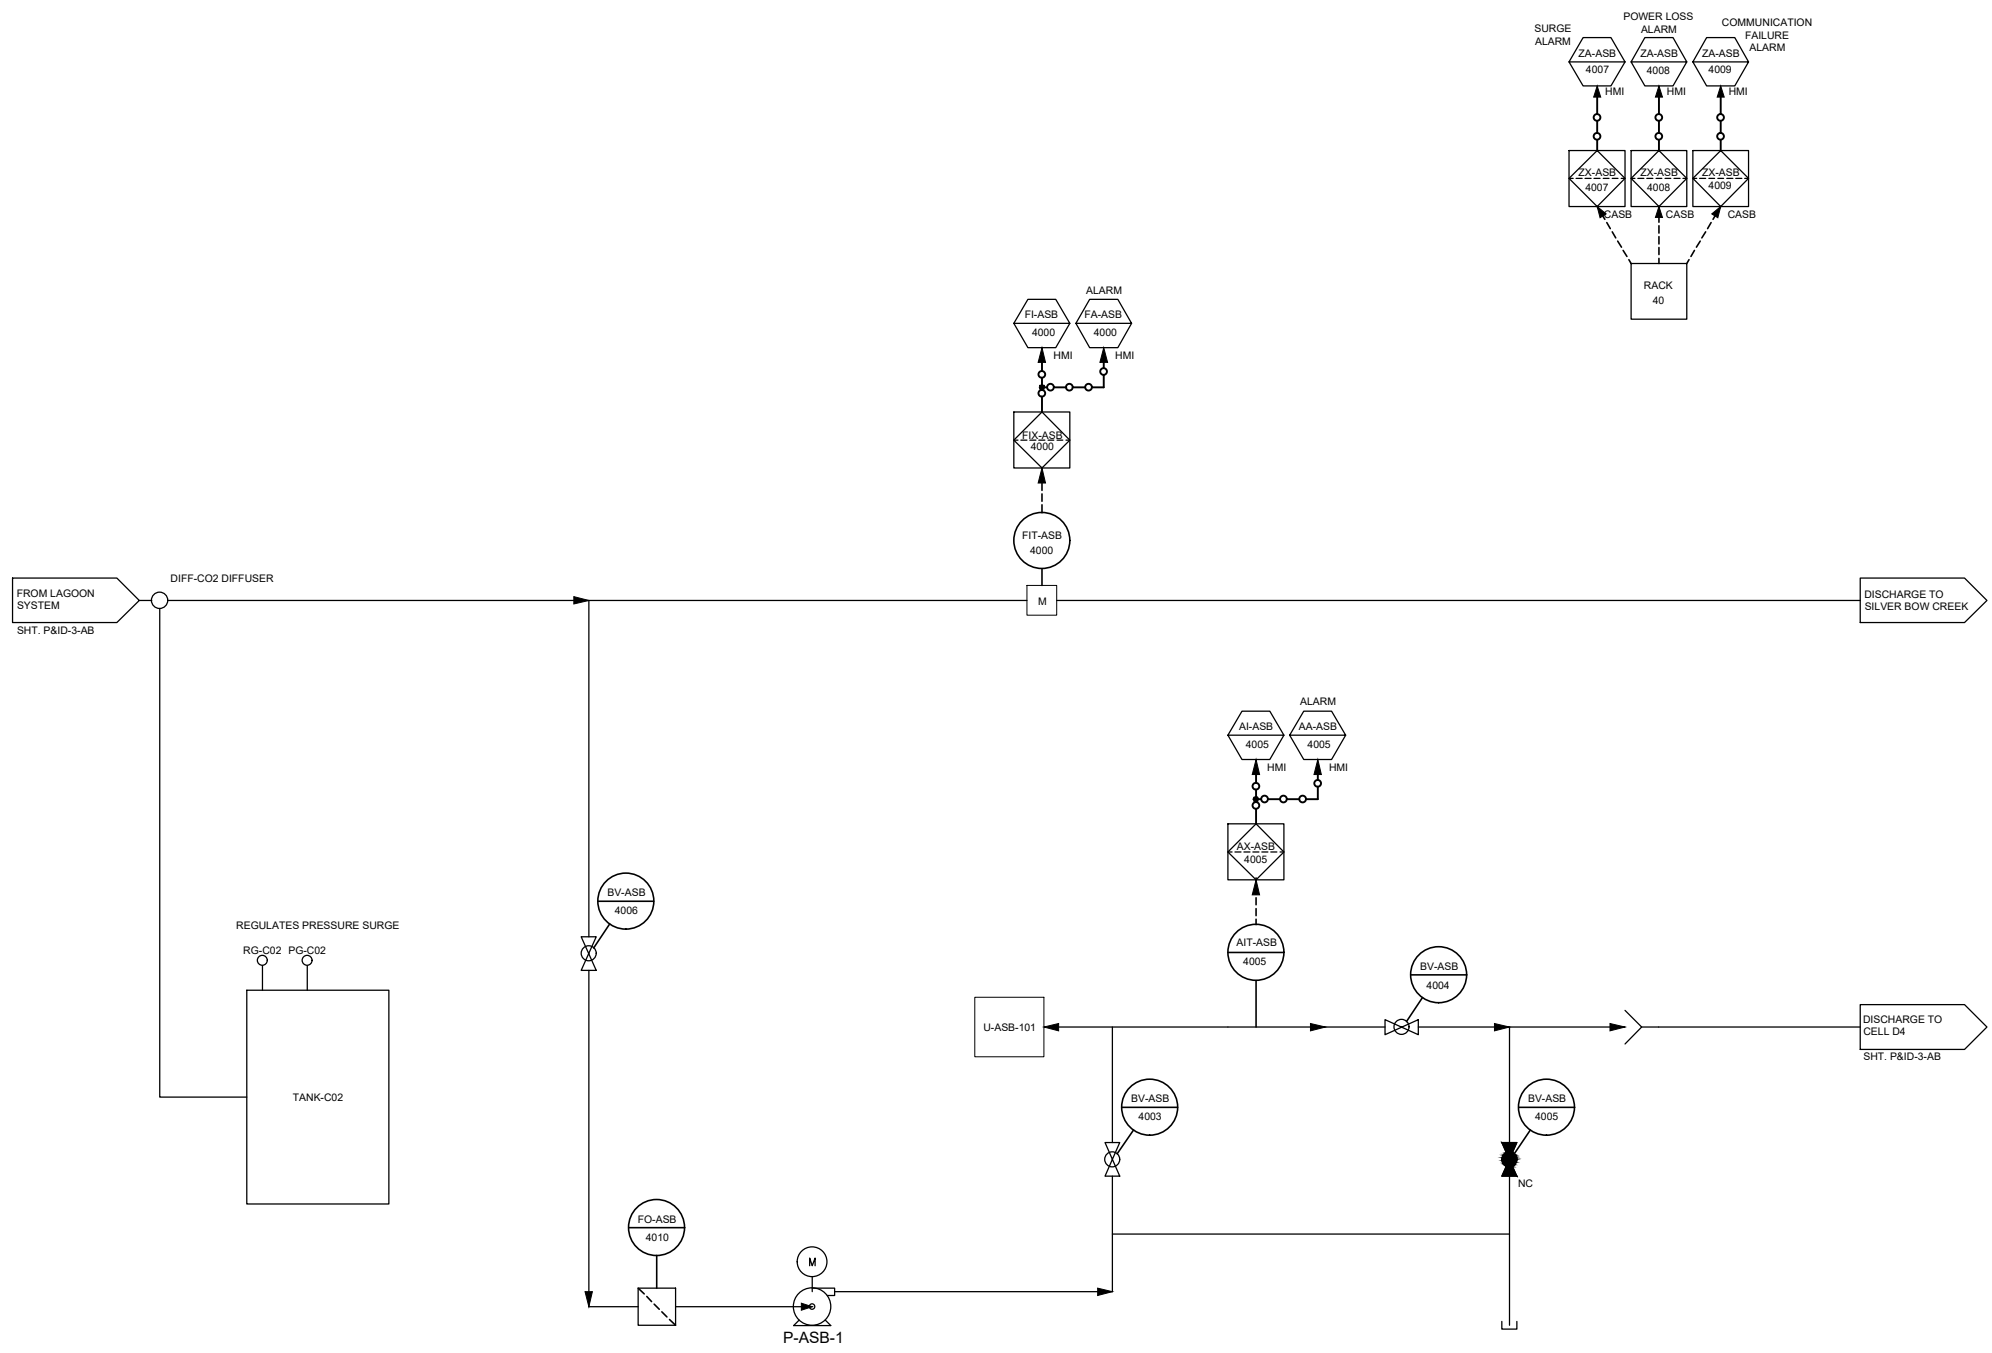 SURGE
ALARM
POWER LOSS
ALARM
COMMUNICATION
FAILURE
ALARM
ZA-ASB
4007
HMI
ZA-ASB
4008
HMI
ZA-ASB
4009
HMI
ZX-ASB
4007
CASB
ZX-ASB
4008
CASB
ZX-ASB
4009
CASB
RACK
40
ALARM
FI-ASB
4000
HMI
FA-ASB
4000
HMI
FIX-ASB
4000
FIT-ASB
4000
M
FROM LAGOON
SYSTEM
SHT. P&ID-3-AB
DIFF-CO2 DIFFUSER
DISCHARGE TO
SILVER BOW CREEK
ALARM
AI-ASB
4005
HMI
AA-ASB
4005
HMI
AX-ASB
4005
AIT-ASB
4005
BV-ASB
4006
REGULATES PRESSURE SURGE
RG-C02 PG-C02
TANK-C02
U-ASB-101
BV-ASB
4004
DISCHARGE TO
CELL D4
SHT. P&ID-3-AB
BV-ASB
4003
BV-ASB
4005
NC
FO-ASB
4010
M
P-ASB-1